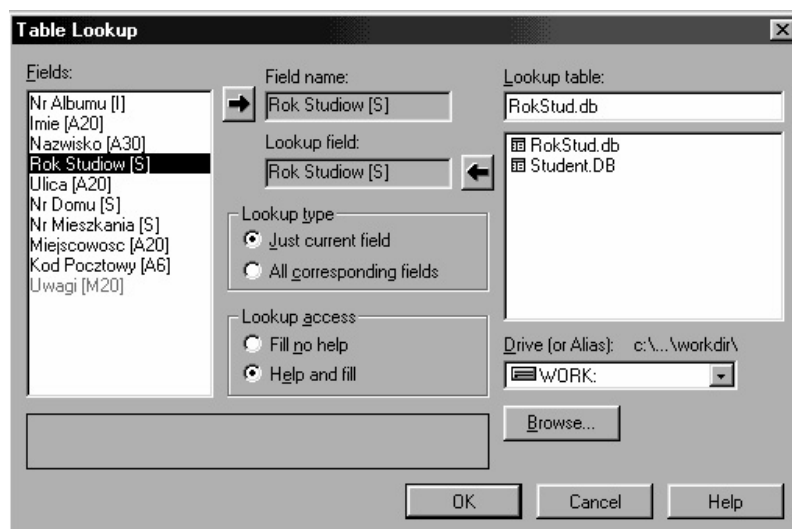 Table Lookup
Fields:
Nr Albumu [I]
Imie [A20]
Nazwisko [A30]
Rok Studiow [S]
Ulica [A20]
Nr Domu [S]
Nr Mieszkania [S]
Miejscowosc [A20]
Kod Pocztowy [A6]
Uwagi [M20]
Field name:
Rok Studiow [S]
Lookup field:
Rok Studiow [S]
Lookup type
Just current field
All corresponding fields
Lookup access
Fill no help
Help and fill
Lookup table:
RokStud.db
RokStud.db
Student.DB
Drive (or Alias): c:\...\workdir\
WORK:
Browse...
OK
Cancel
Help